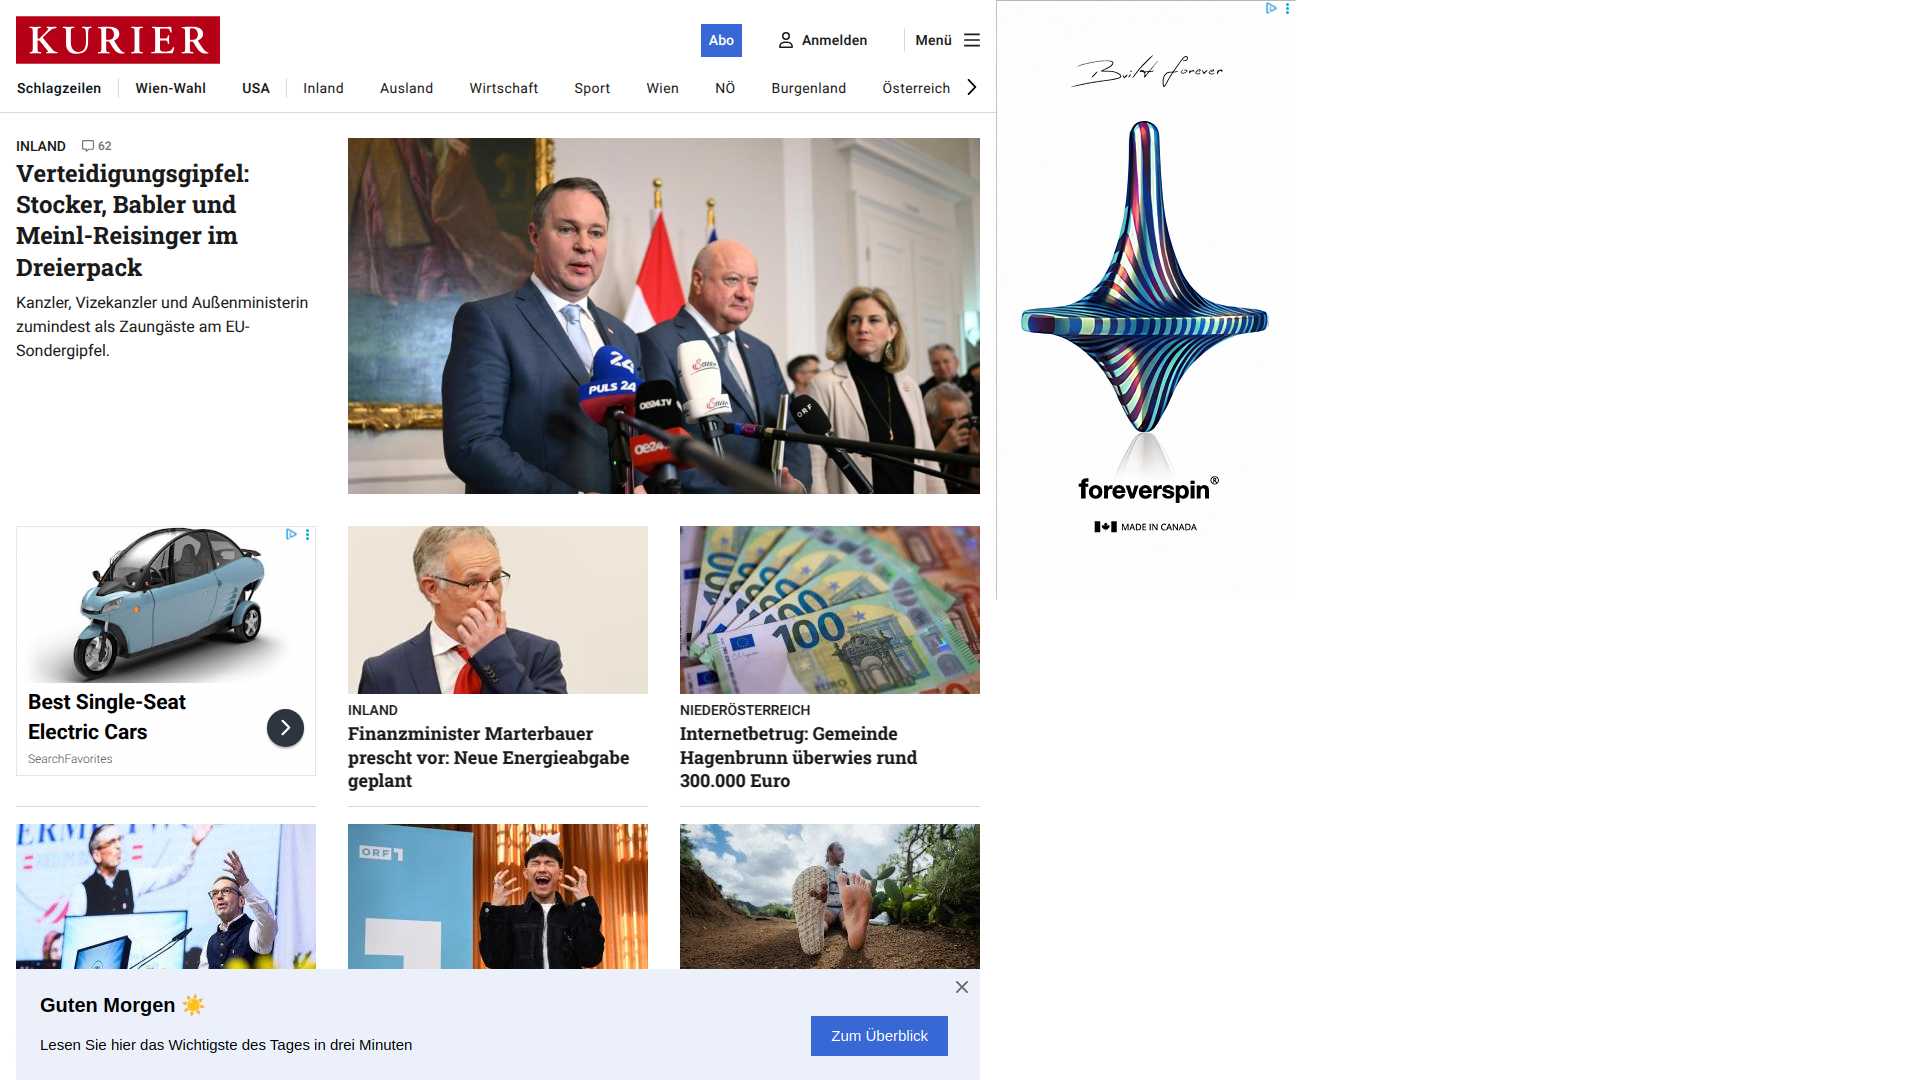 KURIER
Abo
Anmelden
Menü
Schlagzeilen
Wien-Wahl
USA
Inland
Ausland
Wirtschaft
Sport
Wien
NÖ
Burgenland
Österreich
INLAND 62
Verteidigungsgipfel:
Stocker, Babler und
Meinl-Reisinger im
Dreierpack
Kanzler, Vizekanzler und Außenministerin
zumindest als Zaungäste am EU-
Sondergipfel.
24
PULS 24
oe24.TV
oe24
ORF
Built forever
foreverspin®
MADE IN CANADA
Best Single-Seat
Electric Cars
SearchFavorites
INLAND
Finanzminister Marterbauer
prescht vor: Neue Energieabgabe
geplant
100
100
EURO
NIEDERÖSTERREICH
Internetbetrug: Gemeinde
Hagenbrunn überwies rund
300.000 Euro
ORF 1
Guten Morgen ☀️
Lesen Sie hier das Wichtigste des Tages in drei Minuten
Zum Überblick